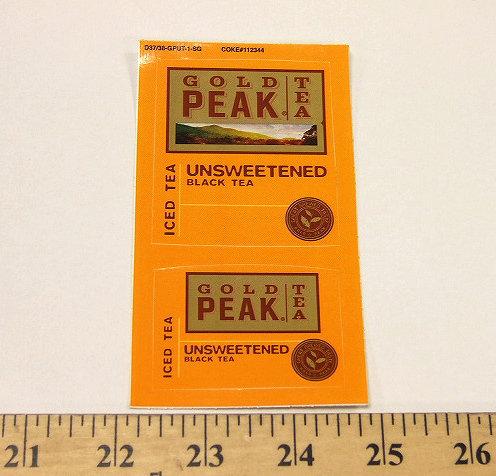 D37/38-GPUT-1-SG COKE#112344
GOLD
PEAK®
TEA
ICED TEA
UNSWEETENED
BLACK TEA
GOLD
PEAK®
TEA
ICED TEA
UNSWEETENED
BLACK TEA
21 22 23 24 25 26